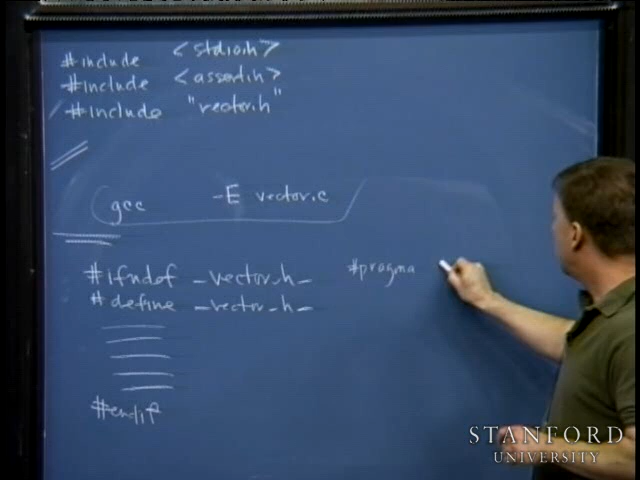 #include <stdio.h>
#include <assert.h>
#include "vector.h"
gcc -E vector.c
#ifndef _vector_h_
#define _vector_h_
#pragma
#endif
STANFORD
UNIVERSITY